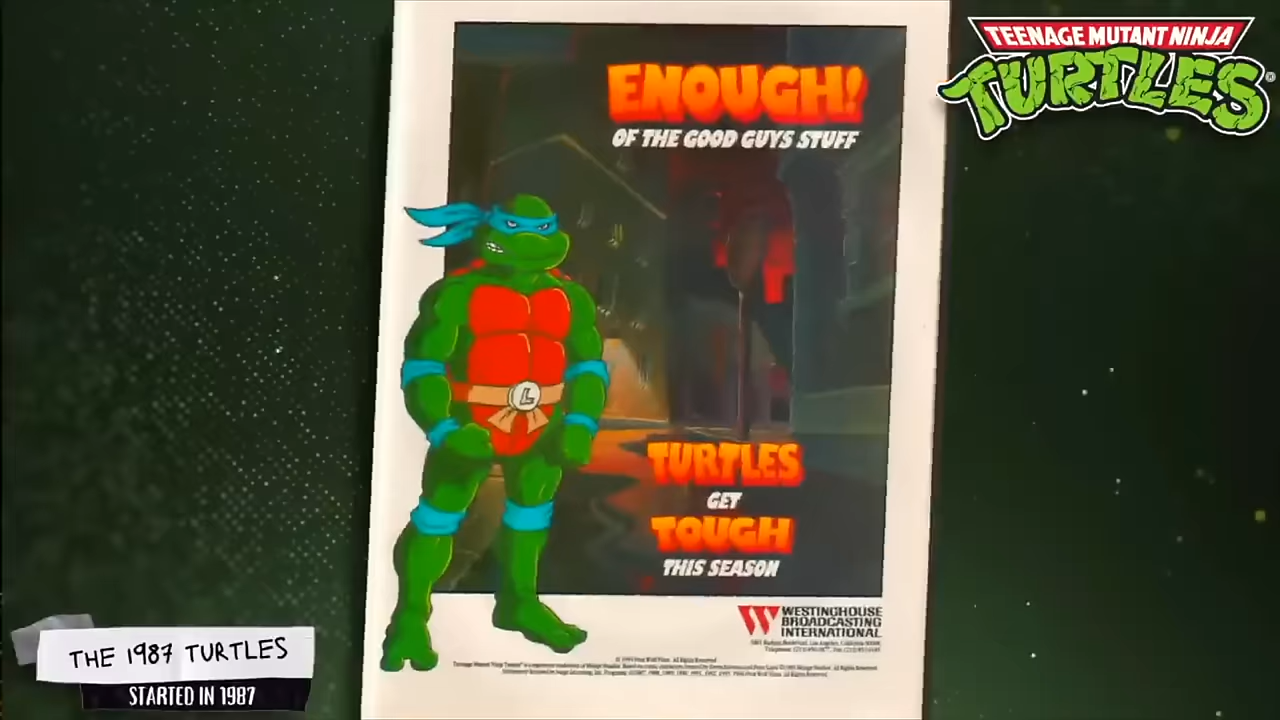 TEENAGE MUTANT NINJA
TURTLES
ENOUGH!
OF THE GOOD GUYS STUFF
L
TURTLES
GET
TOUGH
THIS SEASON
WESTINGHOUSE
BROADCASTING
INTERNATIONAL
THE 1987 TURTLES
STARTED IN 1987